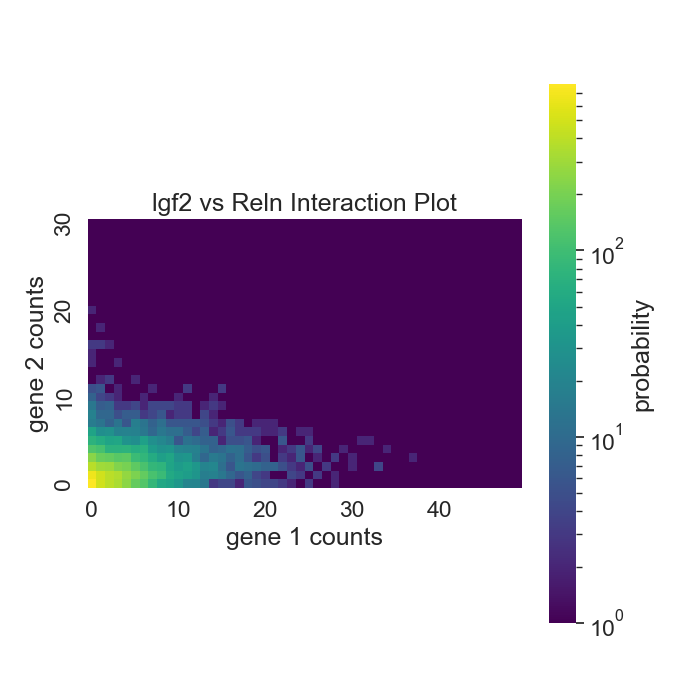 Igf2 vs Reln Interaction Plot
30
20
10
0
gene 2 counts
0 10 20 30 40
gene 1 counts
10²
10¹
10⁰
probability